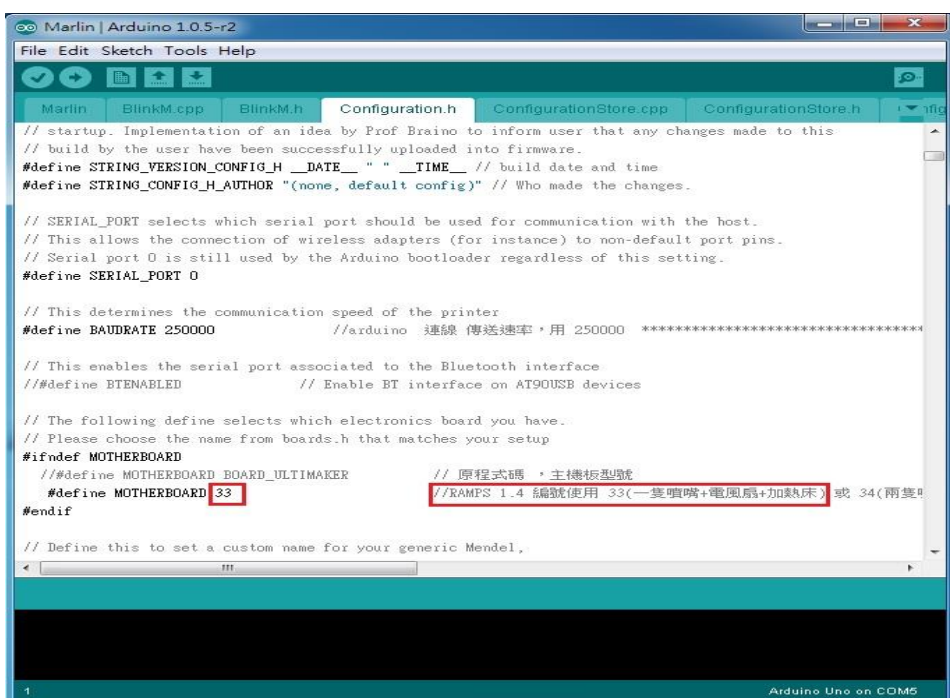 Marlin | Arduino 1.0.5-r2
File Edit Sketch Tools Help
Marlin BlinkM.cpp BlinkM.h Configuration.h ConfigurationStore.cpp ConfigurationStore.h
// startup. Implementation of an idea by Prof Braino to inform user that any changes made to this
// build by the user have been successfully uploaded into firmware.
#define STRING_VERSION_CONFIG_H __DATE__ " " __TIME__ // build date and time
#define STRING_CONFIG_H_AUTHOR "(none, default config)" // Who made the changes.
// SERIAL_PORT selects which serial port should be used for communication with the host.
// This allows the connection of wireless adapters (for instance) to non-default port pins.
// Serial port 0 is still used by the Arduino bootloader regardless of this setting.
#define SERIAL_PORT 0
// This determines the communication speed of the printer
#define BAUDRATE 250000 //arduino 連線 傳送速率，用 250000 ***********************************
// This enables the serial port associated to the Bluetooth interface
//#define BTENABLED // Enable BT interface on AT90USB devices
// The following define selects which electronics board you have.
// Please choose the name from boards.h that matches your setup
#ifndef MOTHERBOARD
//#define MOTHERBOARD BOARD_ULTIMAKER // 原程式碼 ，主機板型號
#define MOTHERBOARD 33 //RAMPS 1.4 編號使用 33(一隻噴嘴+電風扇+加熱床) 或 34(兩隻
#endif
// Define this to set a custom name for your generic Mendel,
1
Arduino Uno on COM5